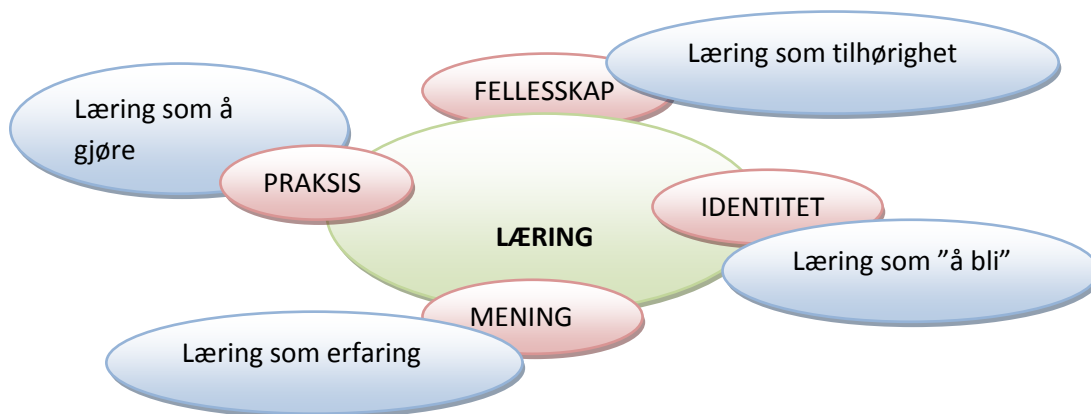 Læring som tilhørighet
FELLESSKAP
Læring som å
gjøre
PRAKSIS
IDENTITET
LÆRING
Læring som ”å bli”
MENING
Læring som erfaring